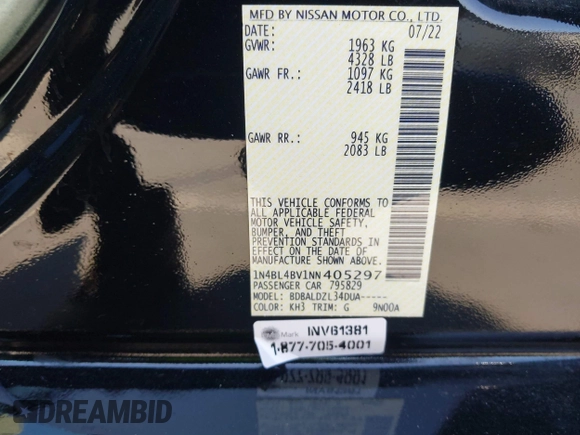 MFD BY NISSAN MOTOR CO., LTD.
DATE: 07/22
GVWR: 1963 KG
4328 LB
GAWR FR.: 1097 KG
2418 LB
GAWR RR.: 945 KG
2083 LB
THIS VEHICLE CONFORMS TO
ALL APPLICABLE FEDERAL
MOTOR VEHICLE SAFETY,
BUMPER, AND THEFT
PREVENTION STANDARDS
IN EFFECT ON THE DATE OF
MANUFACTURE SHOWN ABOVE.
1N4BL4BV1NN405297
PASSENGER CAR 795829
MODEL: BDBALDZL34DUA-----
COLOR: KH3 TRIM: G 9N00A
Mark INV61381
1-877-705-4001
DREAMBID